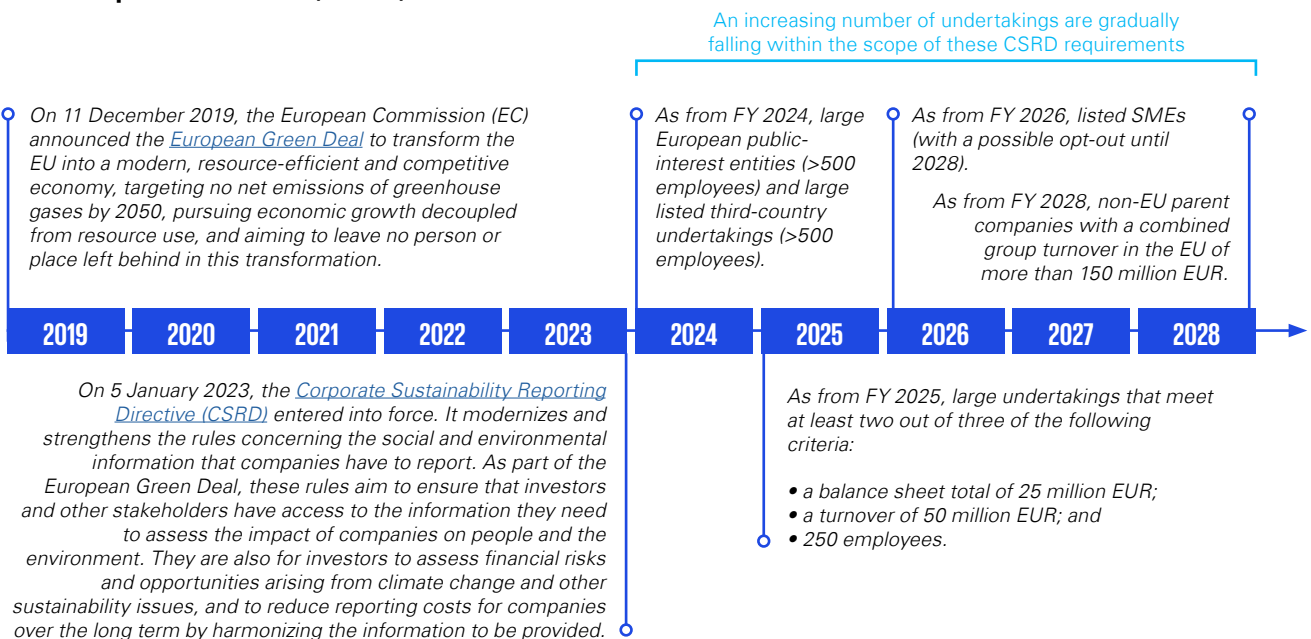 An increasing number of undertakings are gradually
falling within the scope of these CSRD requirements
On 11 December 2019, the European Commission (EC)
announced the European Green Deal to transform the
EU into a modern, resource-efficient and competitive
economy, targeting no net emissions of greenhouse
gases by 2050, pursuing economic growth decoupled
from resource use, and aiming to leave no person or
place left behind in this transformation.
As from FY 2024, large
European public-
interest entities (>500
employees) and large
listed third-country
undertakings (>500
employees).
As from FY 2026, listed SMEs
(with a possible opt-out until
2028).
As from FY 2028, non-EU parent
companies with a combined
group turnover in the EU of
more than 150 million EUR.
2019 2020 2021 2022 2023 2024 2025 2026 2027 2028
On 5 January 2023, the Corporate Sustainability Reporting
Directive (CSRD) entered into force. It modernizes and
strengthens the rules concerning the social and environmental
information that companies have to report. As part of the
European Green Deal, these rules aim to ensure that investors
and other stakeholders have access to the information they need
to assess the impact of companies on people and the
environment. They are also for investors to assess financial risks
and opportunities arising from climate change and other
sustainability issues, and to reduce reporting costs for companies
over the long term by harmonizing the information to be provided.
As from FY 2025, large undertakings that meet
at least two out of three of the following
criteria:
• a balance sheet total of 25 million EUR;
• a turnover of 50 million EUR; and
• 250 employees.